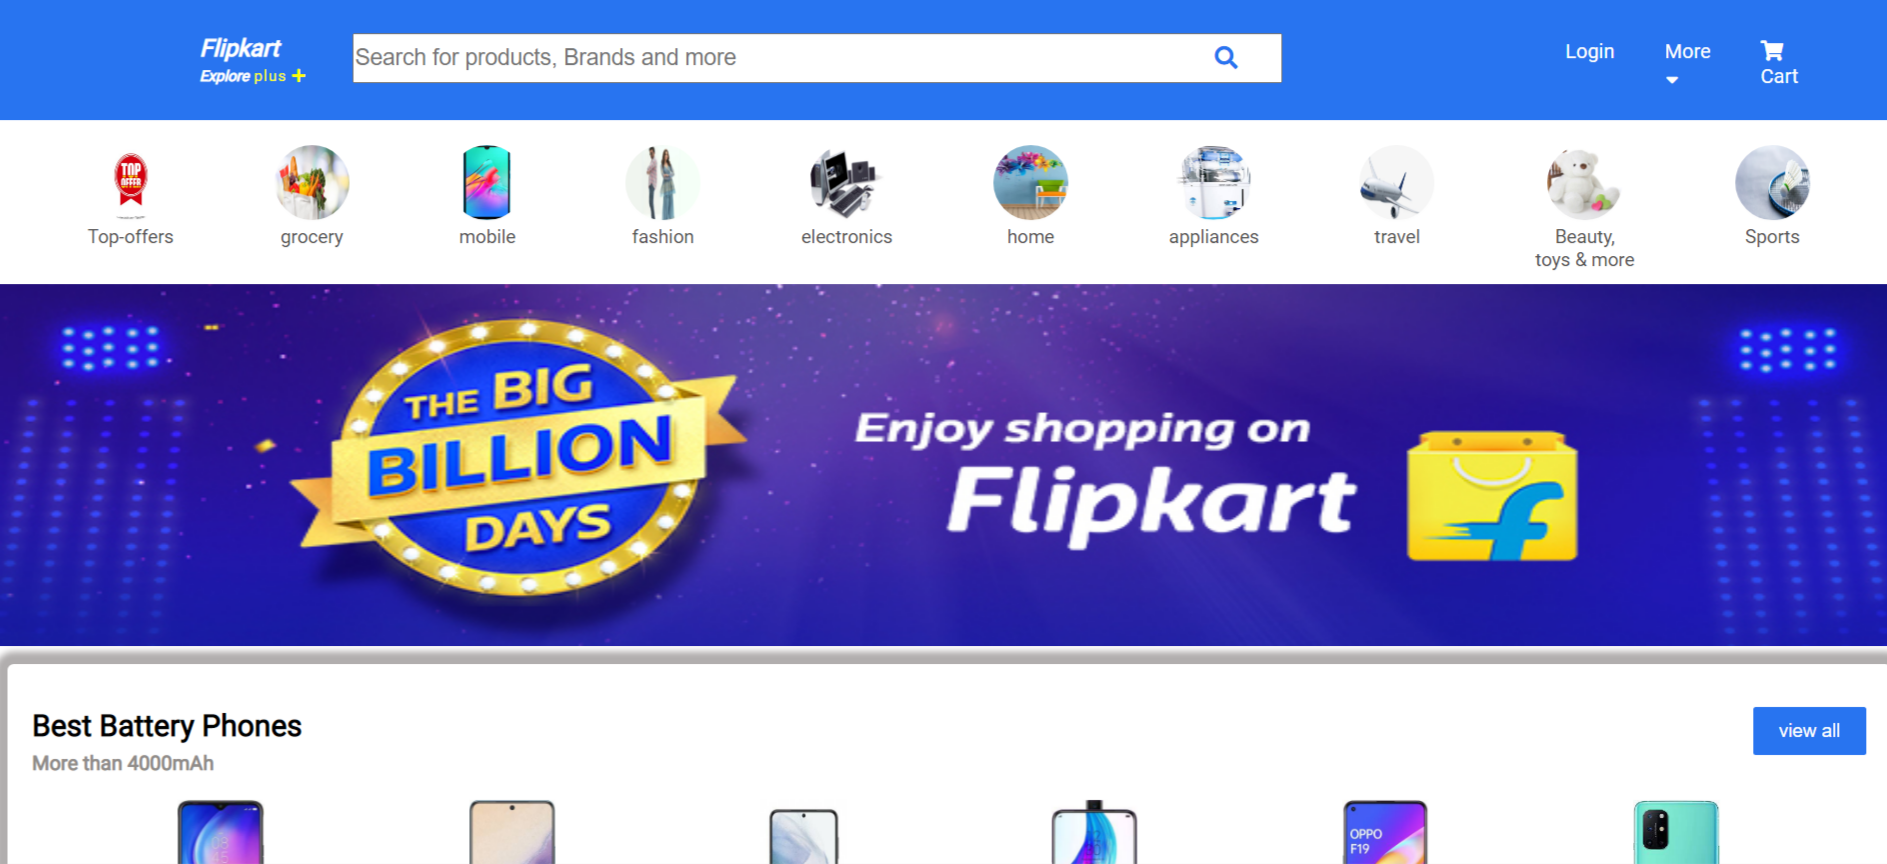 Flipkart
Explore plus
Search for products, Brands and more
Login
More
Cart
TOP
OFFER
Top-offers
grocery
mobile
fashion
electronics
home
appliances
travel
Beauty,
toys & more
Sports
THE BIG
BILLION
DAYS
Enjoy shopping on
Flipkart
Best Battery Phones
More than 4000mAh
view all
OPPO
F19